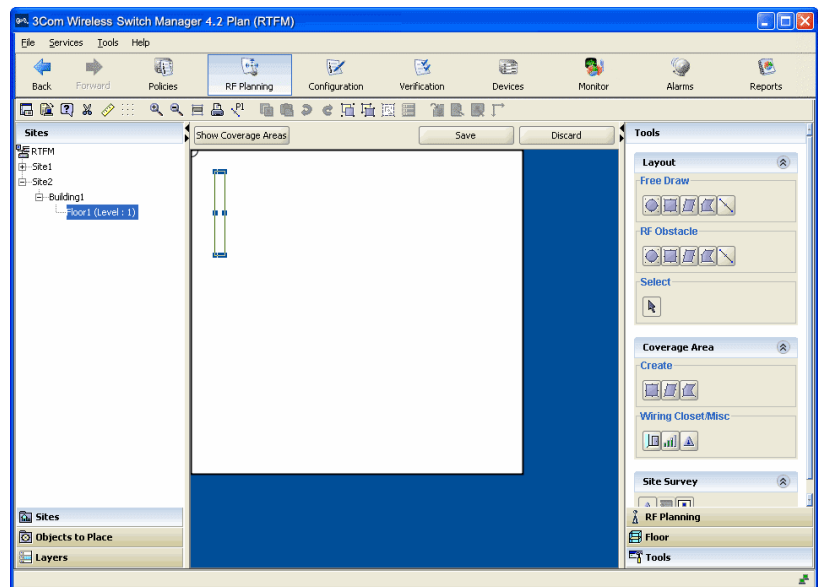 3Com Wireless Switch Manager 4.2 Plan (RTFM)
File Services Tools Help
Back Forward Policies RF Planning Configuration Verification Devices Monitor Alarms Reports
Sites
Show Coverage Areas Save Discard
Tools
RTFM
Site1
Site2
Building1
Floor1 (Level : 1)
Layout
Free Draw
RF Obstacle
Select
Coverage Area
Create
Wiring Closet/Misc
Site Survey
Sites
Objects to Place
Layers
RF Planning
Floor
Tools